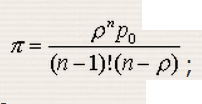 π = ρⁿp₀ / ((n − 1)!(n − ρ)) ;